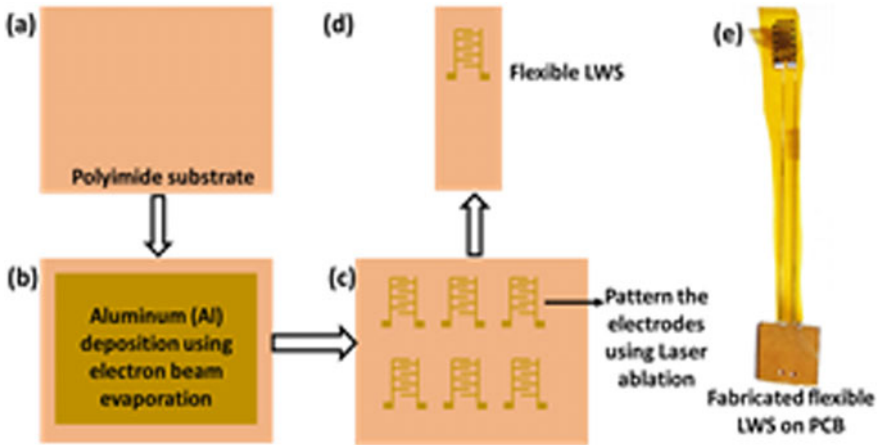 (a)
Polyimide substrate
(b)
Aluminum (Al)
deposition using
electron beam
evaporation
(c)
Pattern the
electrodes
using Laser
ablation
(d)
Flexible LWS
(e)
Fabricated flexible
LWS on PCB